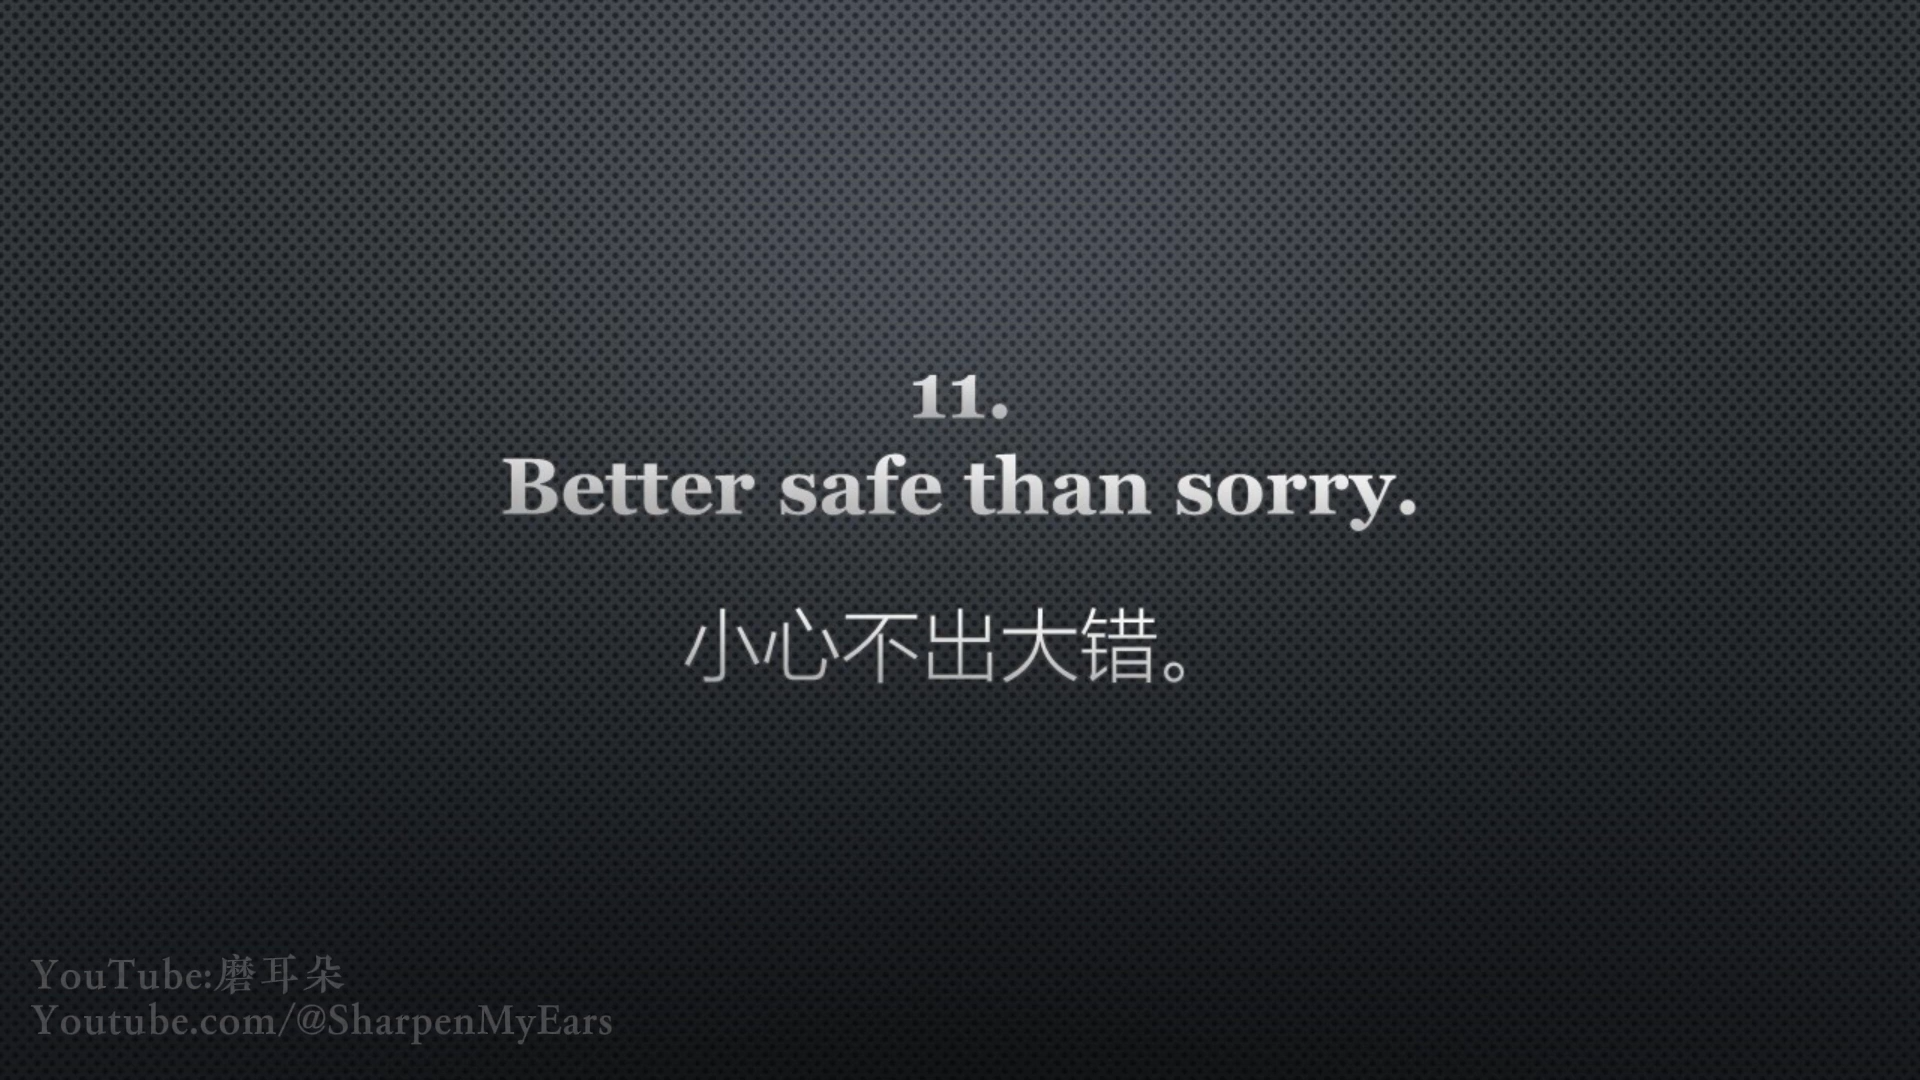 11.
Better safe than sorry.
小心不出大错。
YouTube:磨耳朵
Youtube.com/@SharpenMyEars